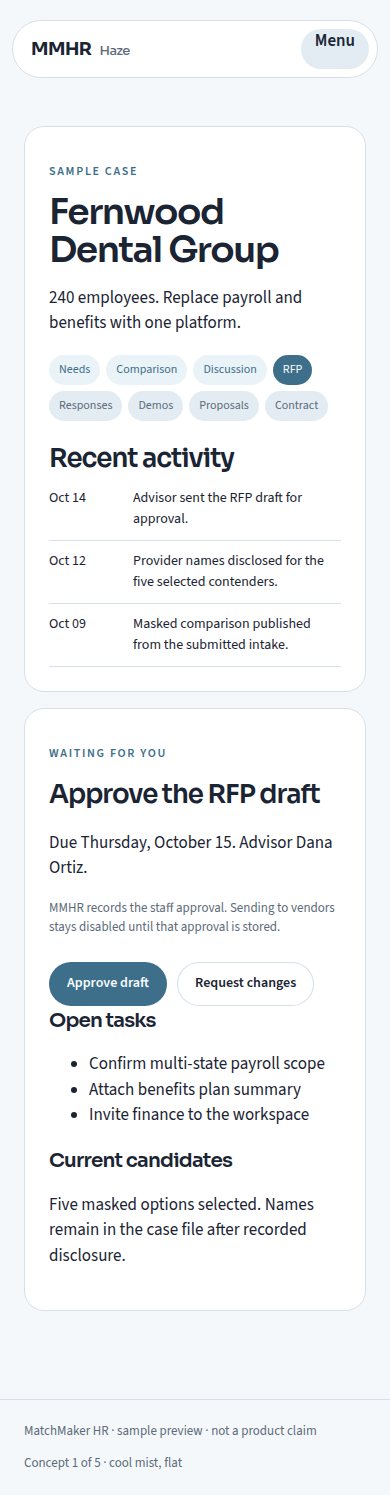 MMHR Haze
Menu
SAMPLE CASE
Fernwood
Dental Group
240 employees. Replace payroll and
benefits with one platform.
Needs Comparison Discussion RFP
Responses Demos Proposals Contract
Recent activity
Oct 14 Advisor sent the RFP draft for
approval.
Oct 12 Provider names disclosed for the
five selected contenders.
Oct 09 Masked comparison published
from the submitted intake.
WAITING FOR YOU
Approve the RFP draft
Due Thursday, October 15. Advisor Dana
Ortiz.
MMHR records the staff approval. Sending to vendors
stays disabled until that approval is stored.
Approve draft Request changes
Open tasks
• Confirm multi-state payroll scope
• Attach benefits plan summary
• Invite finance to the workspace
Current candidates
Five masked options selected. Names
remain in the case file after recorded
disclosure.
MatchMaker HR · sample preview · not a product claim
Concept 1 of 5 · cool mist, flat